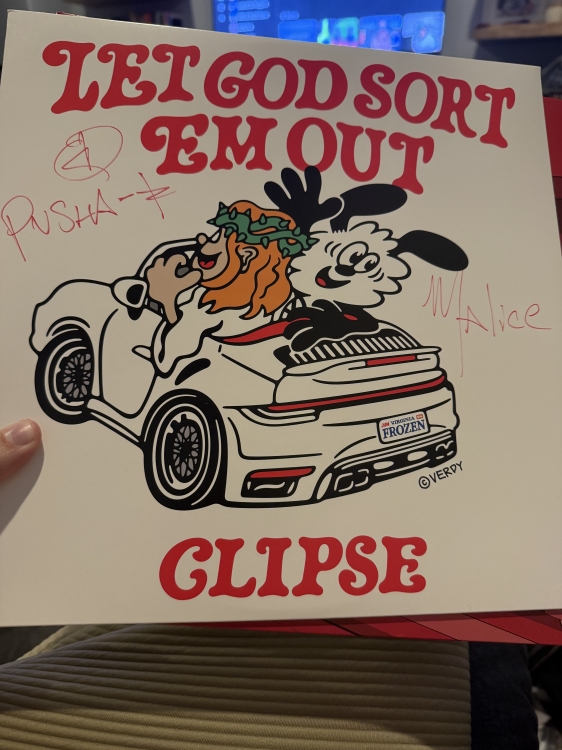 LET GOD SORT
'EM OUT
PUSHA-T
Malice
VIRGINIA
FROZEN
©VERDY
CLIPSE